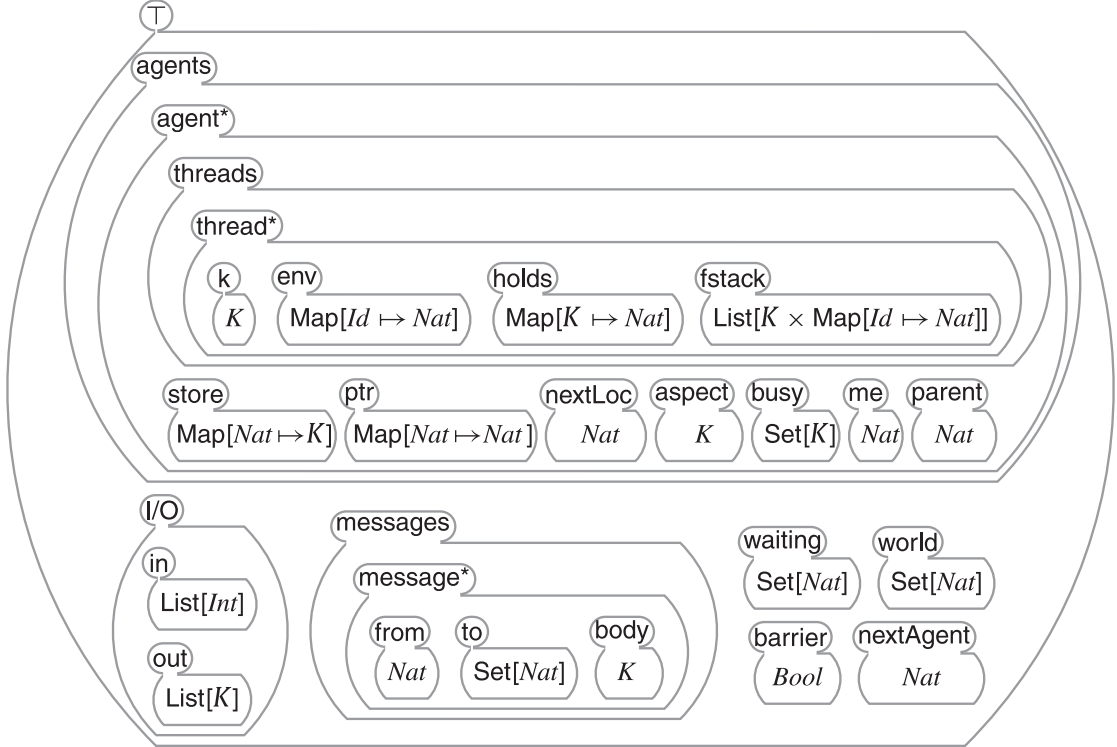 ⊤
agents
agent*
threads
thread*
k env holds fstack
K Map[Id ↦ Nat] Map[K ↦ Nat] List[K × Map[Id ↦ Nat]]
store ptr nextLoc aspect busy me parent
Map[Nat ↦ K] Map[Nat ↦ Nat] Nat K Set[K] Nat Nat
I/O
messages
in
message*
waiting world
List[Int]
Set[Nat] Set[Nat]
from to body
out
barrier nextAgent
Nat Set[Nat] K
List[K]
Bool Nat